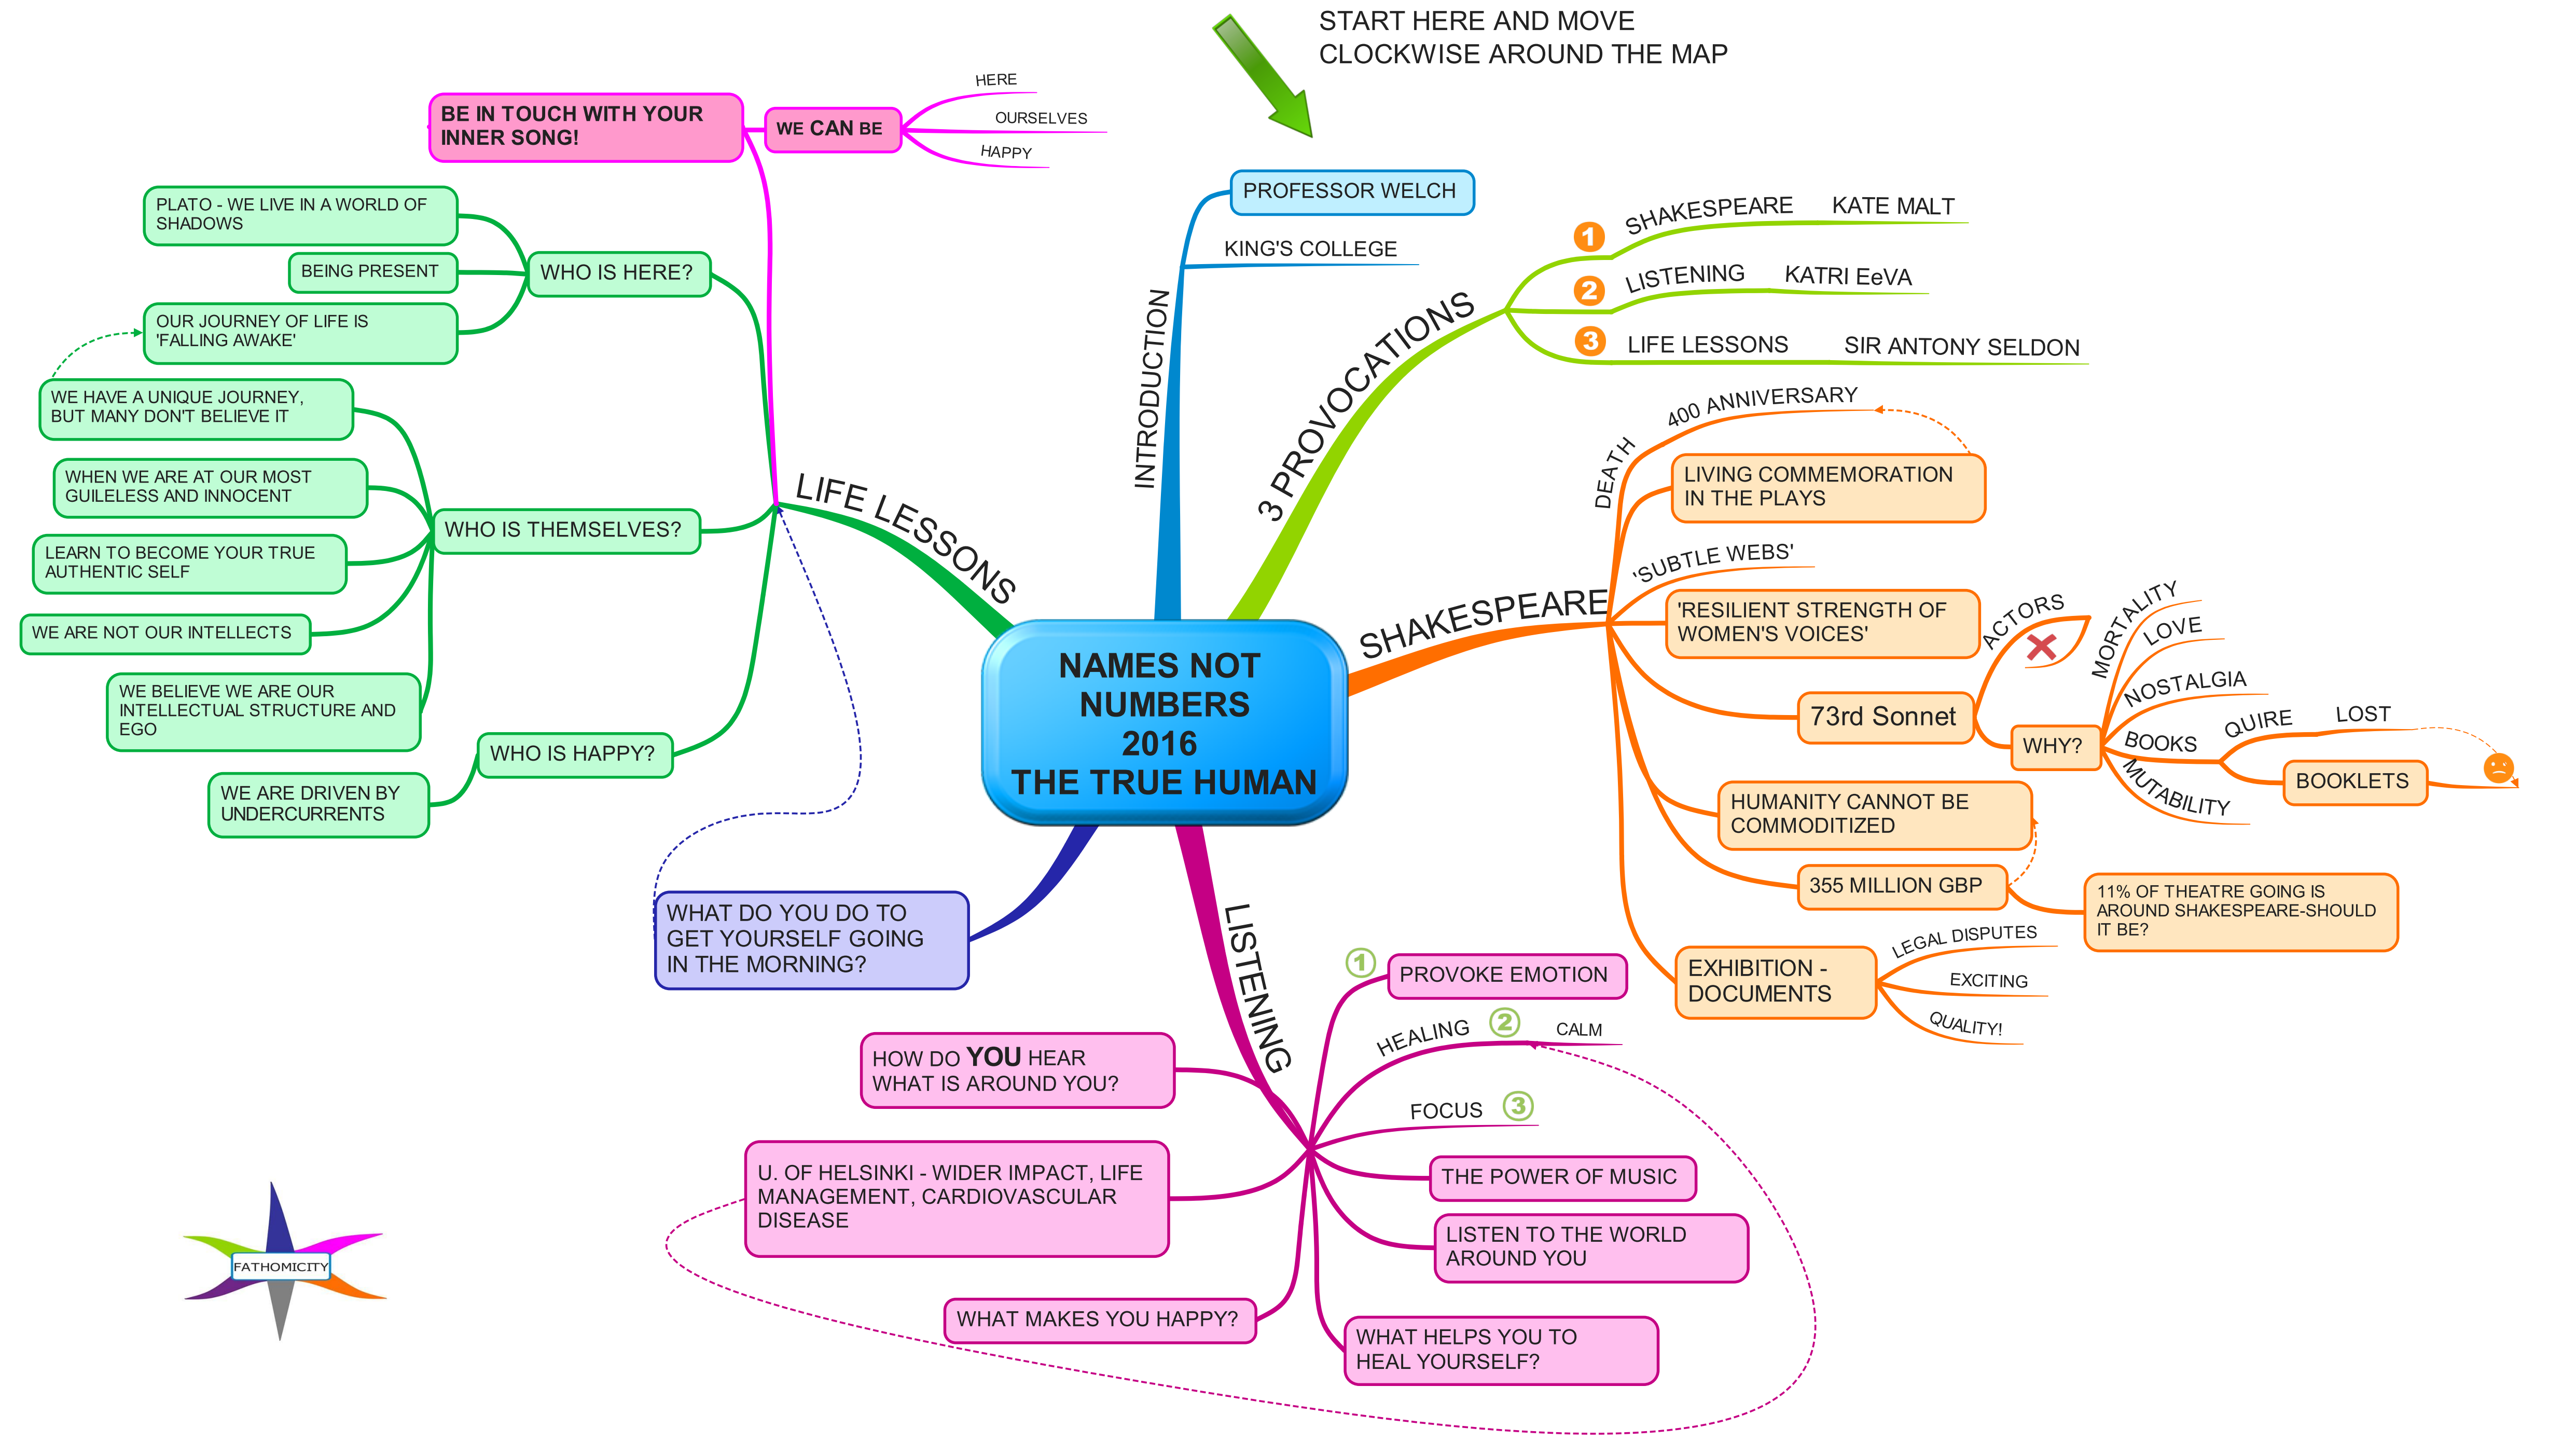 START HERE AND MOVE
CLOCKWISE AROUND THE MAP
NAMES NOT
NUMBERS
2016
THE TRUE HUMAN
INTRODUCTION
PROFESSOR WELCH
KING'S COLLEGE
3 PROVOCATIONS
1 SHAKESPEARE KATE MALT
2 LISTENING KATRI EeVA
3 LIFE LESSONS SIR ANTONY SELDON
SHAKESPEARE
DEATH
400 ANNIVERSARY
LIVING COMMEMORATION
IN THE PLAYS
'SUBTLE WEBS'
'RESILIENT STRENGTH OF
WOMEN'S VOICES'
73rd Sonnet
ACTORS
WHY?
MORTALITY
LOVE
NOSTALGIA
BOOKS
QUIRE
LOST
BOOKLETS
MUTABILITY
HUMANITY CANNOT BE
COMMODITIZED
355 MILLION GBP
11% OF THEATRE GOING IS
AROUND SHAKESPEARE-SHOULD
IT BE?
EXHIBITION -
DOCUMENTS
LEGAL DISPUTES
EXCITING
QUALITY!
LISTENING
1 PROVOKE EMOTION
HEALING 2 CALM
FOCUS 3
THE POWER OF MUSIC
LISTEN TO THE WORLD
AROUND YOU
WHAT HELPS YOU TO
HEAL YOURSELF?
WHAT MAKES YOU HAPPY?
U. OF HELSINKI - WIDER IMPACT, LIFE
MANAGEMENT, CARDIOVASCULAR
DISEASE
HOW DO YOU HEAR
WHAT IS AROUND YOU?
WHAT DO YOU DO TO
GET YOURSELF GOING
IN THE MORNING?
LIFE LESSONS
WHO IS HAPPY?
WE ARE DRIVEN BY
UNDERCURRENTS
WHO IS THEMSELVES?
WE HAVE A UNIQUE JOURNEY,
BUT MANY DON'T BELIEVE IT
WHEN WE ARE AT OUR MOST
GUILELESS AND INNOCENT
LEARN TO BECOME YOUR TRUE
AUTHENTIC SELF
WE ARE NOT OUR INTELLECTS
WE BELIEVE WE ARE OUR
INTELLECTUAL STRUCTURE AND
EGO
WHO IS HERE?
PLATO - WE LIVE IN A WORLD OF
SHADOWS
BEING PRESENT
OUR JOURNEY OF LIFE IS
'FALLING AWAKE'
BE IN TOUCH WITH YOUR
INNER SONG!
WE CAN BE
HERE
OURSELVES
HAPPY
FATHOMICITY